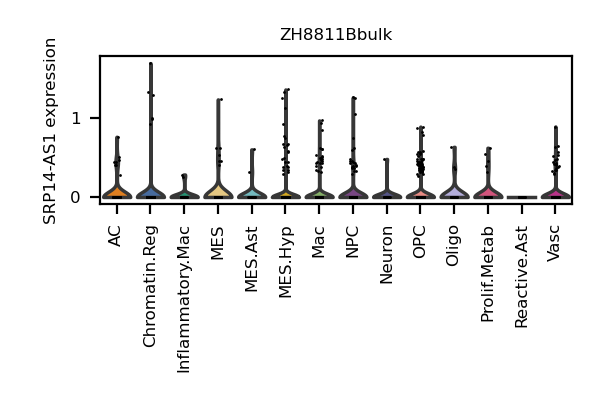 ZH8811Bbulk
SRP14-AS1 expression
1
0
AC
Chromatin.Reg
Inflammatory.Mac
MES
MES.Ast
MES.Hyp
Mac
NPC
Neuron
OPC
Oligo
Prolif.Metab
Reactive.Ast
Vasc